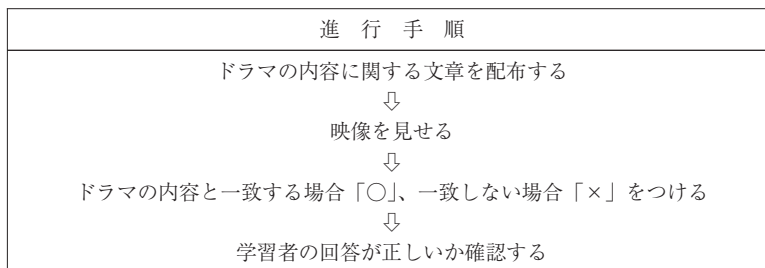 進行手順
ドラマの内容に関する文章を配布する
⇩
映像を見せる
⇩
ドラマの内容と一致する場合「○」、一致しない場合「×」をつける
⇩
学習者の回答が正しいか確認する